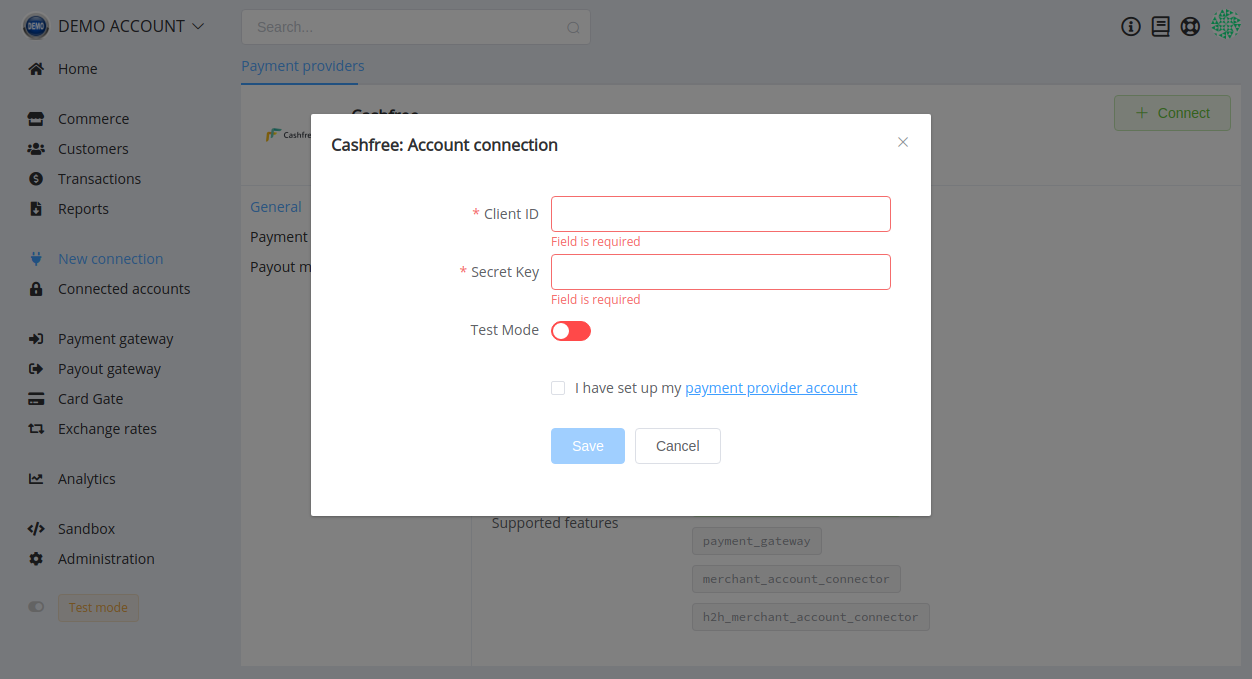 DEMO
DEMO ACCOUNT
Search...
Home
Commerce
Customers
Transactions
Reports
New connection
Connected accounts
Payment gateway
Payout gateway
Card Gate
Exchange rates
Analytics
Sandbox
Administration
Test mode
Payment providers
Cashfree
Connect
General
Payment
Cashfree: Account connection
* Client ID
Field is required
* Secret Key
Field is required
Test Mode
I have set up my payment provider account
Save Cancel
Supported features
payment_gateway
merchant_account_connector
h2h_merchant_account_connector